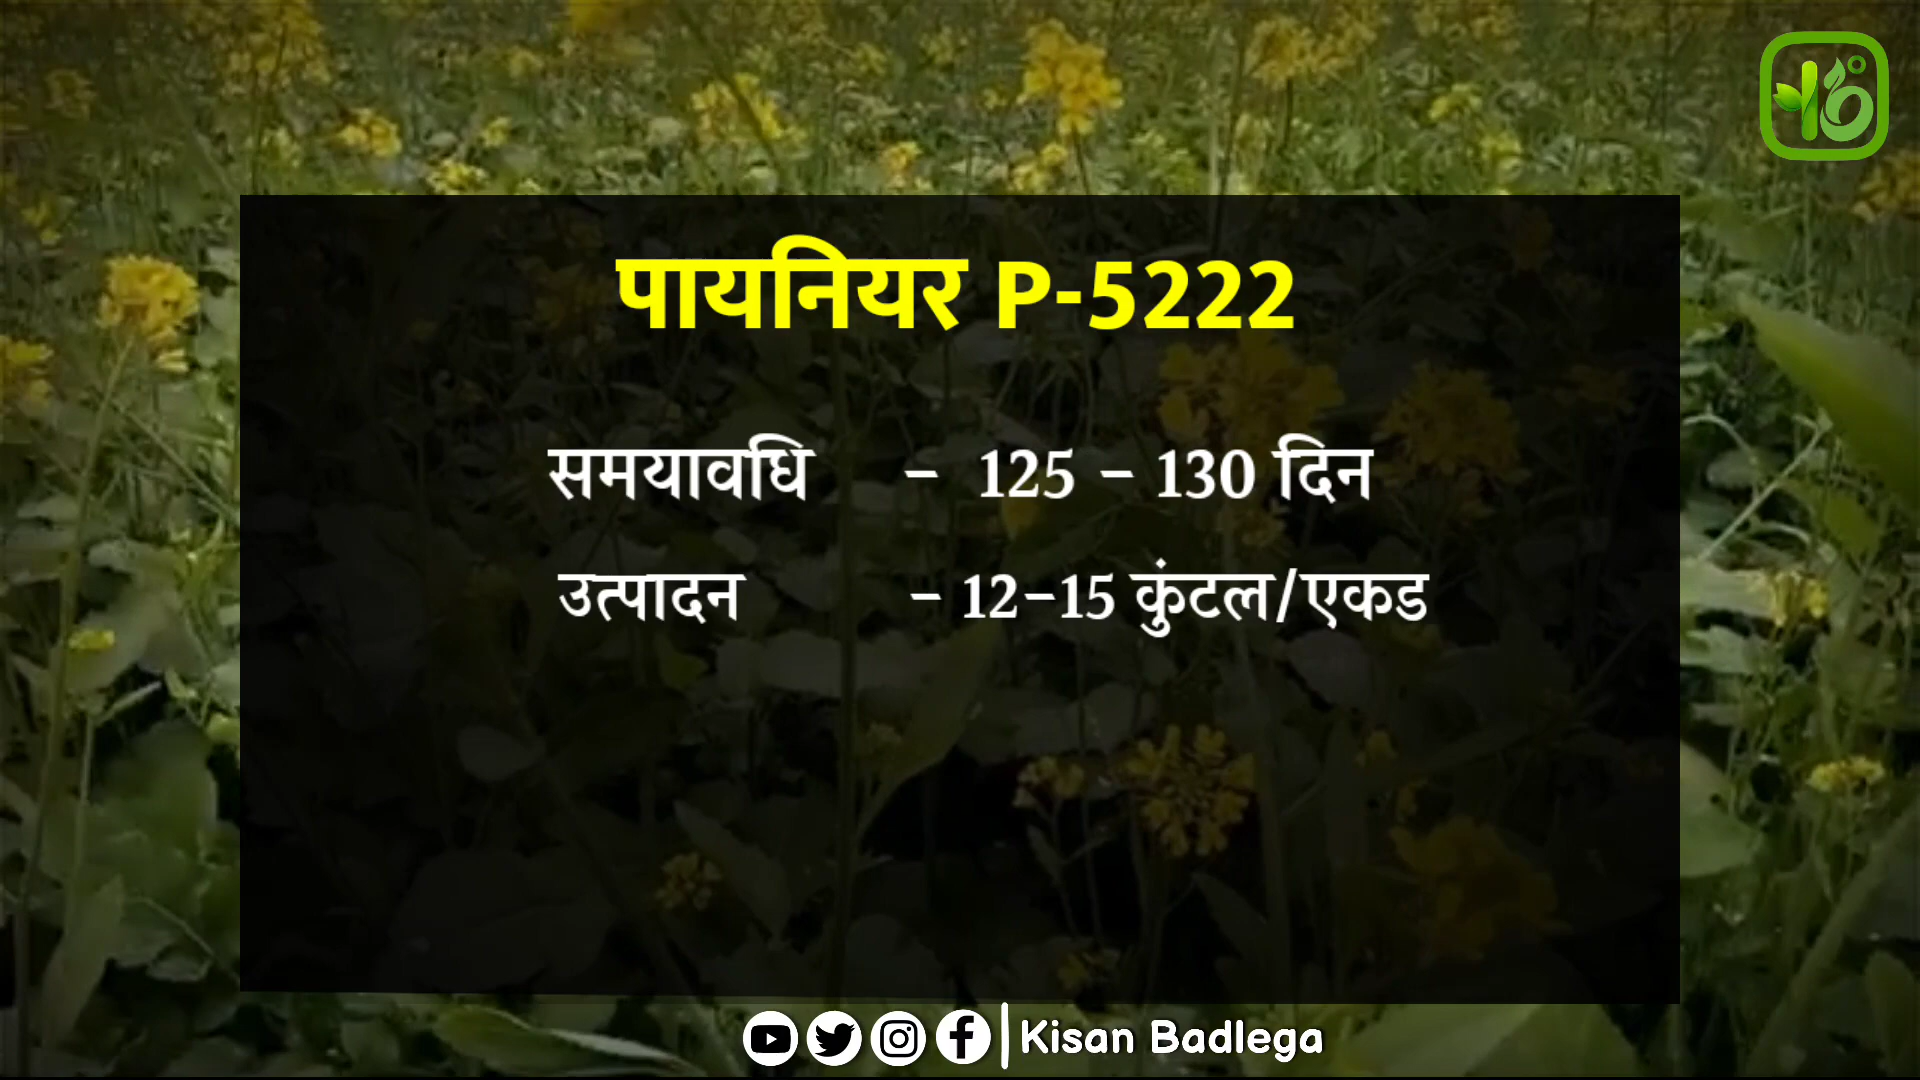 पायनियर P-5222
समयावधि - 125 - 130 दिन
उत्पादन - 12-15 कुंटल/एकड
Kisan Badlega